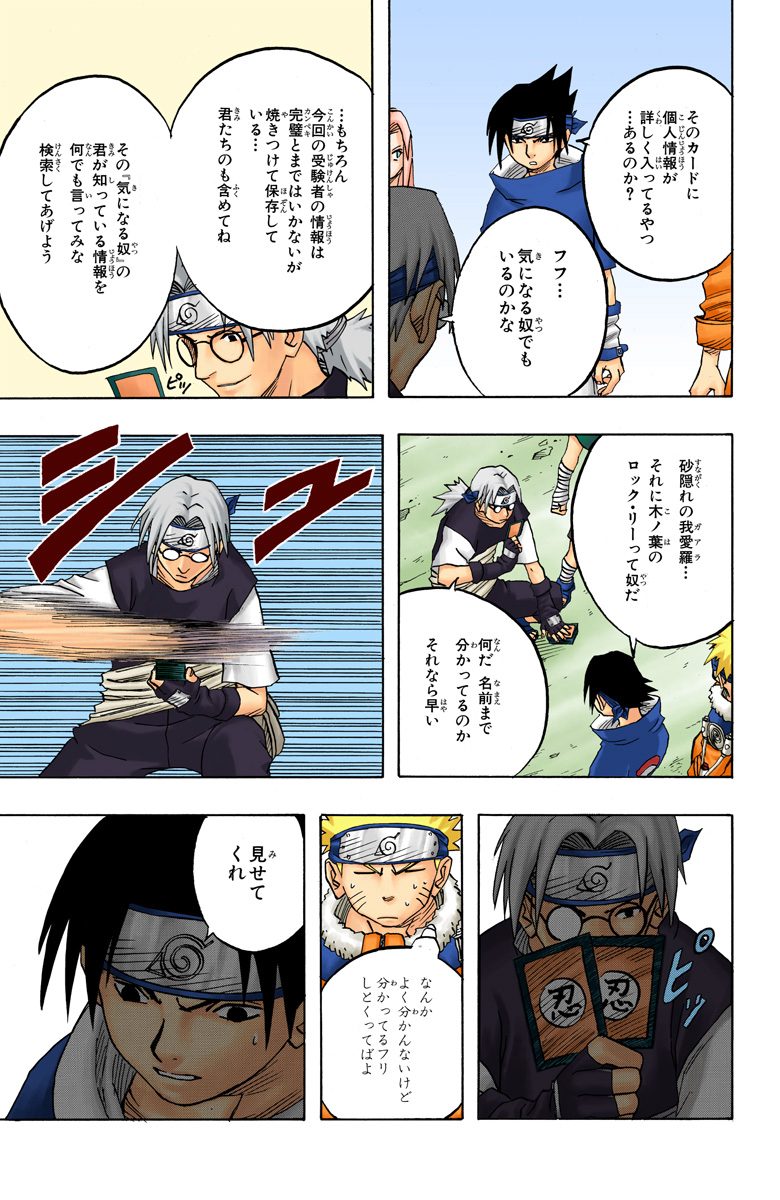 そのカードに
個人情報が
詳しく入ってるやつ
…あるのか？
フフ…
気になる奴でも
いるのかな
…もちろん
今回の受験者の情報は
完璧とまではいかないが
焼きつけて保存して
いる…
君たちのも含めてね
その『気になる奴』の
君が知っている情報を
何でも言ってみな
検索してあげよう
ピッ
砂隠れの我愛羅…
それに木ノ葉の
ロック・リーって奴だ
何だ 名前まで
分かってるのか
それなら早い
シュ
ピッ
忍
忍
なんか
よく分かんないけど
分かってるフリ
しとくってばよ
見せて
くれ